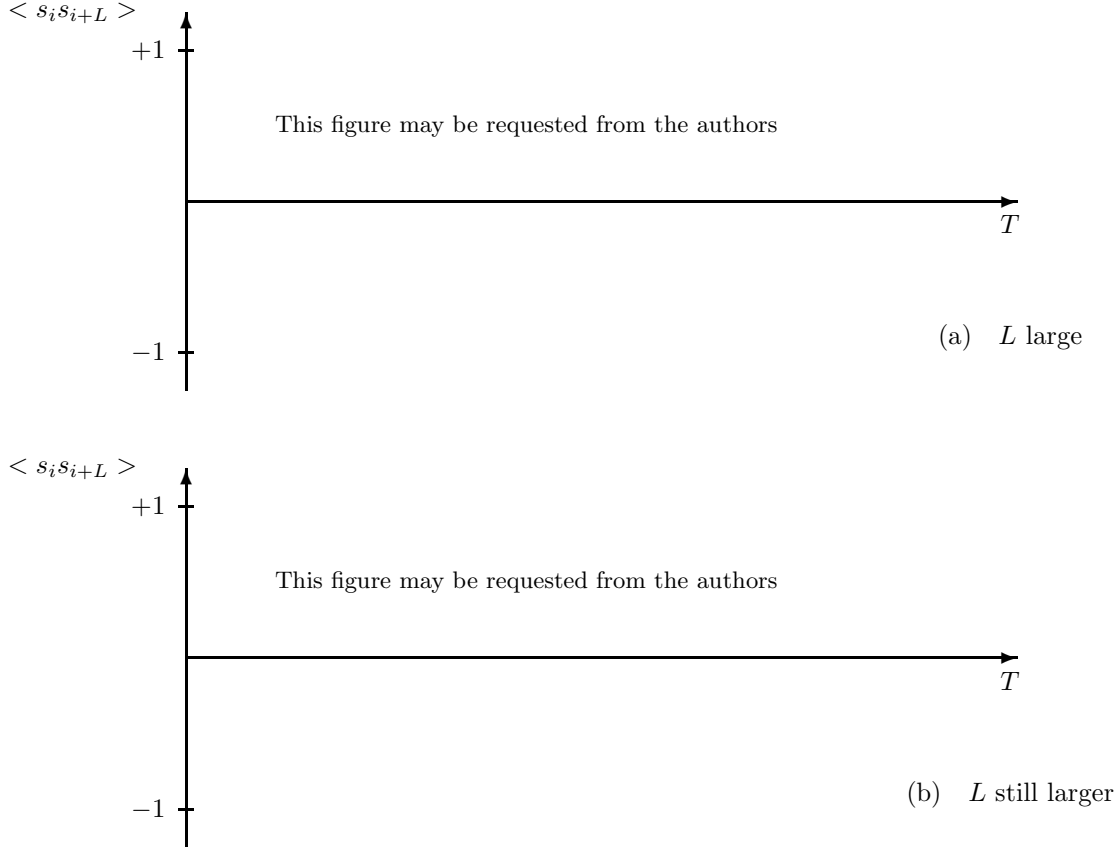 < s_i s_{i+L} >
+1
This figure may be requested from the authors
T
−1
(a) L large
< s_i s_{i+L} >
+1
This figure may be requested from the authors
T
(b) L still larger
−1